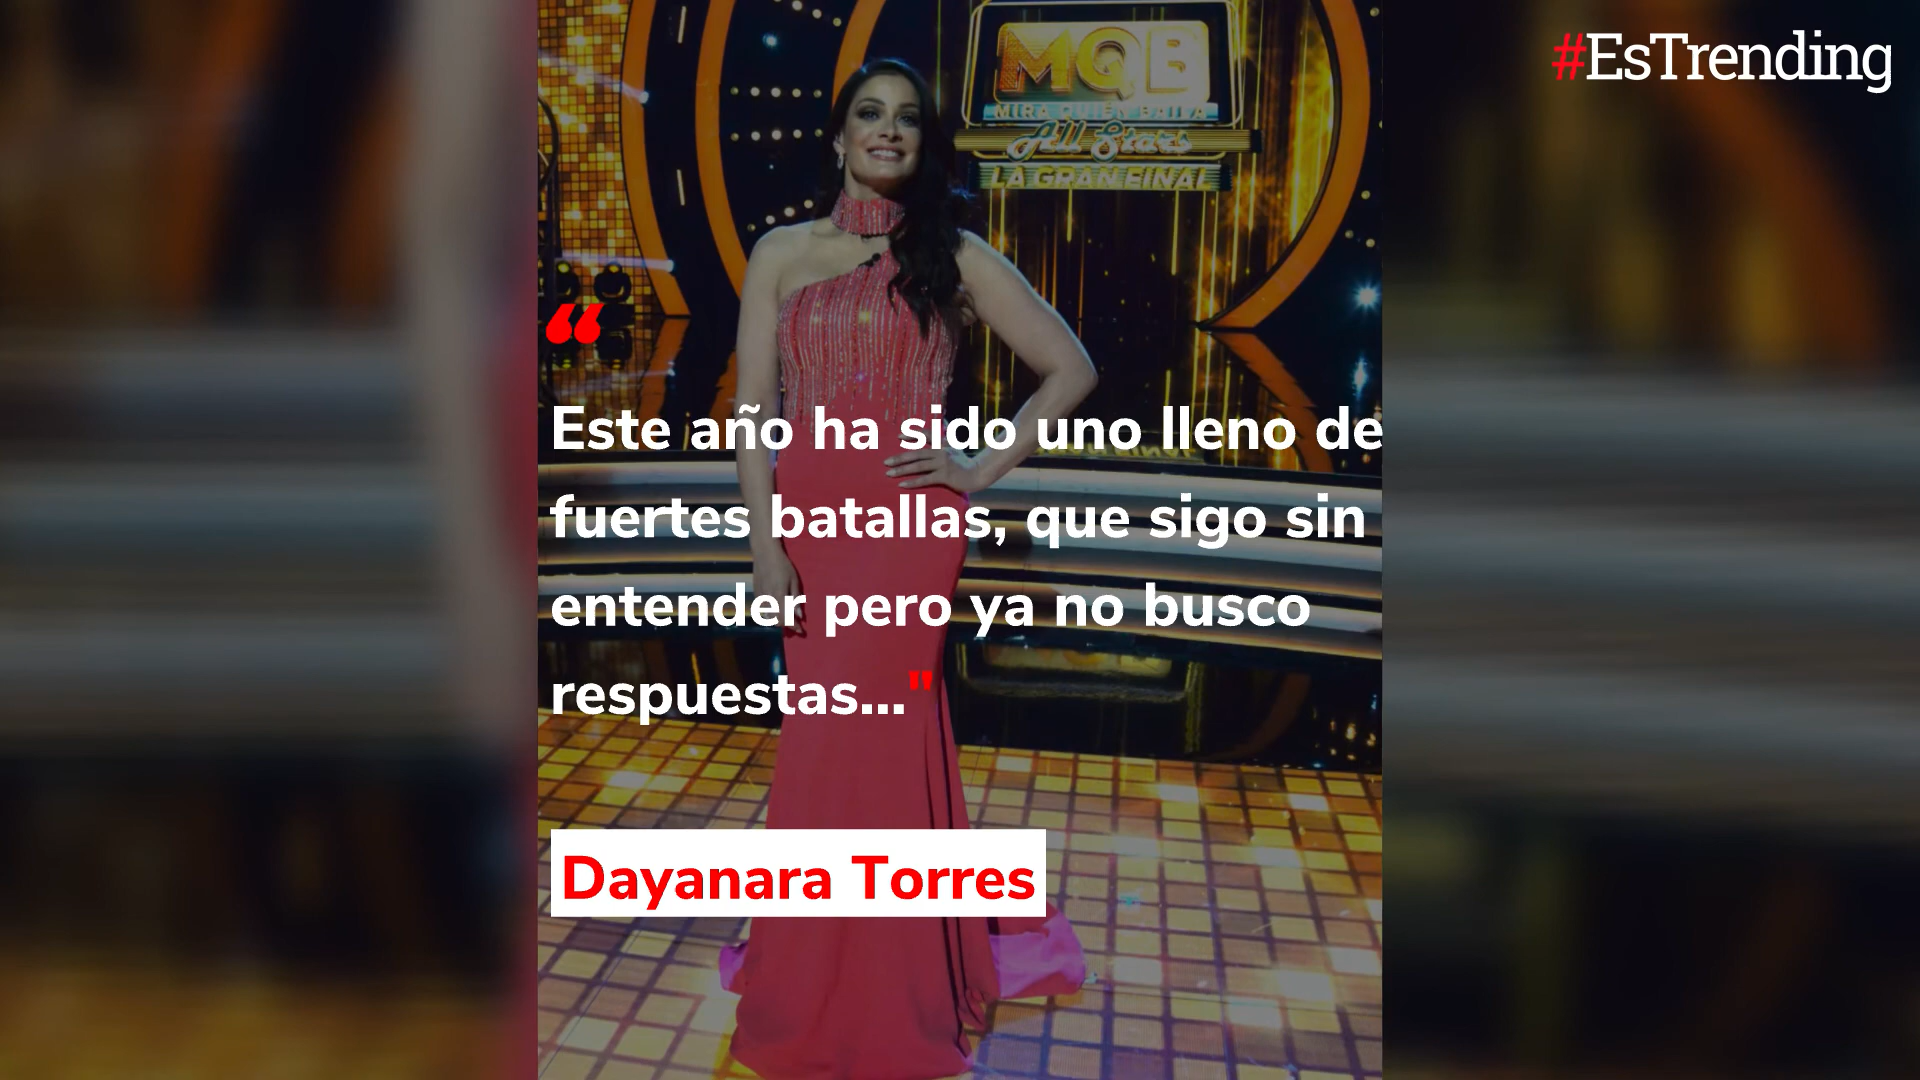 #EsTrending
MQB
MIRA QUIÉN BAILA
All Stars
LA GRAN FINAL
“
Este año ha sido uno lleno de
fuertes batallas, que sigo sin
entender pero ya no busco
respuestas..."
Dayanara Torres